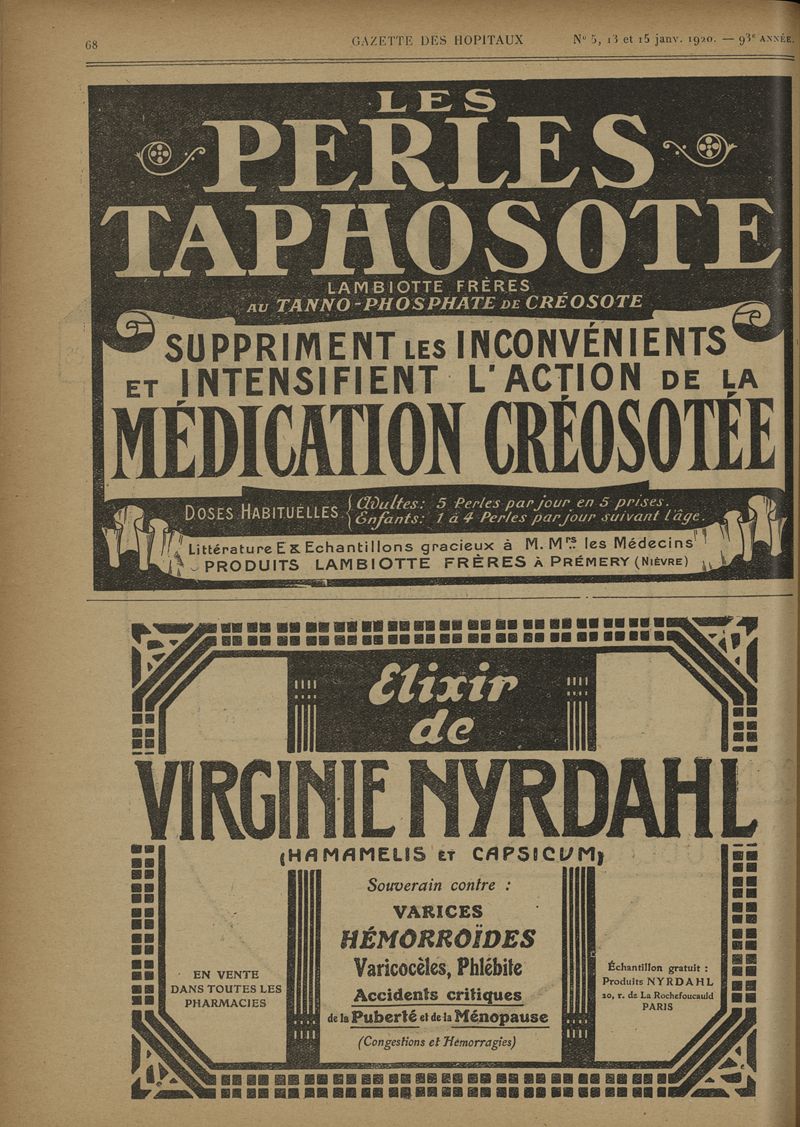 68
GAZETTE DES HOPITAUX
Nº 5, 13 et 15 janv. 1920. — 93e ANNÉE.
LES
PERLES
TAPHOSOTE
LAMBIOTTE FRÈRES
AU TANNO-PHOSPHATE DE CRÉOSOTE
SUPPRIMENT LES INCONVÉNIENTS
ET INTENSIFIENT L'ACTION DE LA
MÉDICATION CRÉOSOTÉE
DOSES HABITUELLES { Adultes: 5 Perles par jour en 5 prises.
Enfants: 1 à 4 Perles par jour suivant l'âge.
Littérature Et Echantillons gracieux à M. Mrs les Médecins
PRODUITS LAMBIOTTE FRÈRES À PRÉMERY (NIÈVRE)
Elixir
de
VIRGINIE NYRDAHL
(HAMAMELIS ET CAPSICUM)
Souverain contre :
VARICES
HÉMORROÏDES
Varicocèles, Phlébite
Accidents critiques
de la Puberté et de la Ménopause
(Congestions et Hémorragies)
EN VENTE
DANS TOUTES LES
PHARMACIES
Échantillon gratuit :
Produits NYRDAHL
20, r. de La Rochefoucauld
PARIS